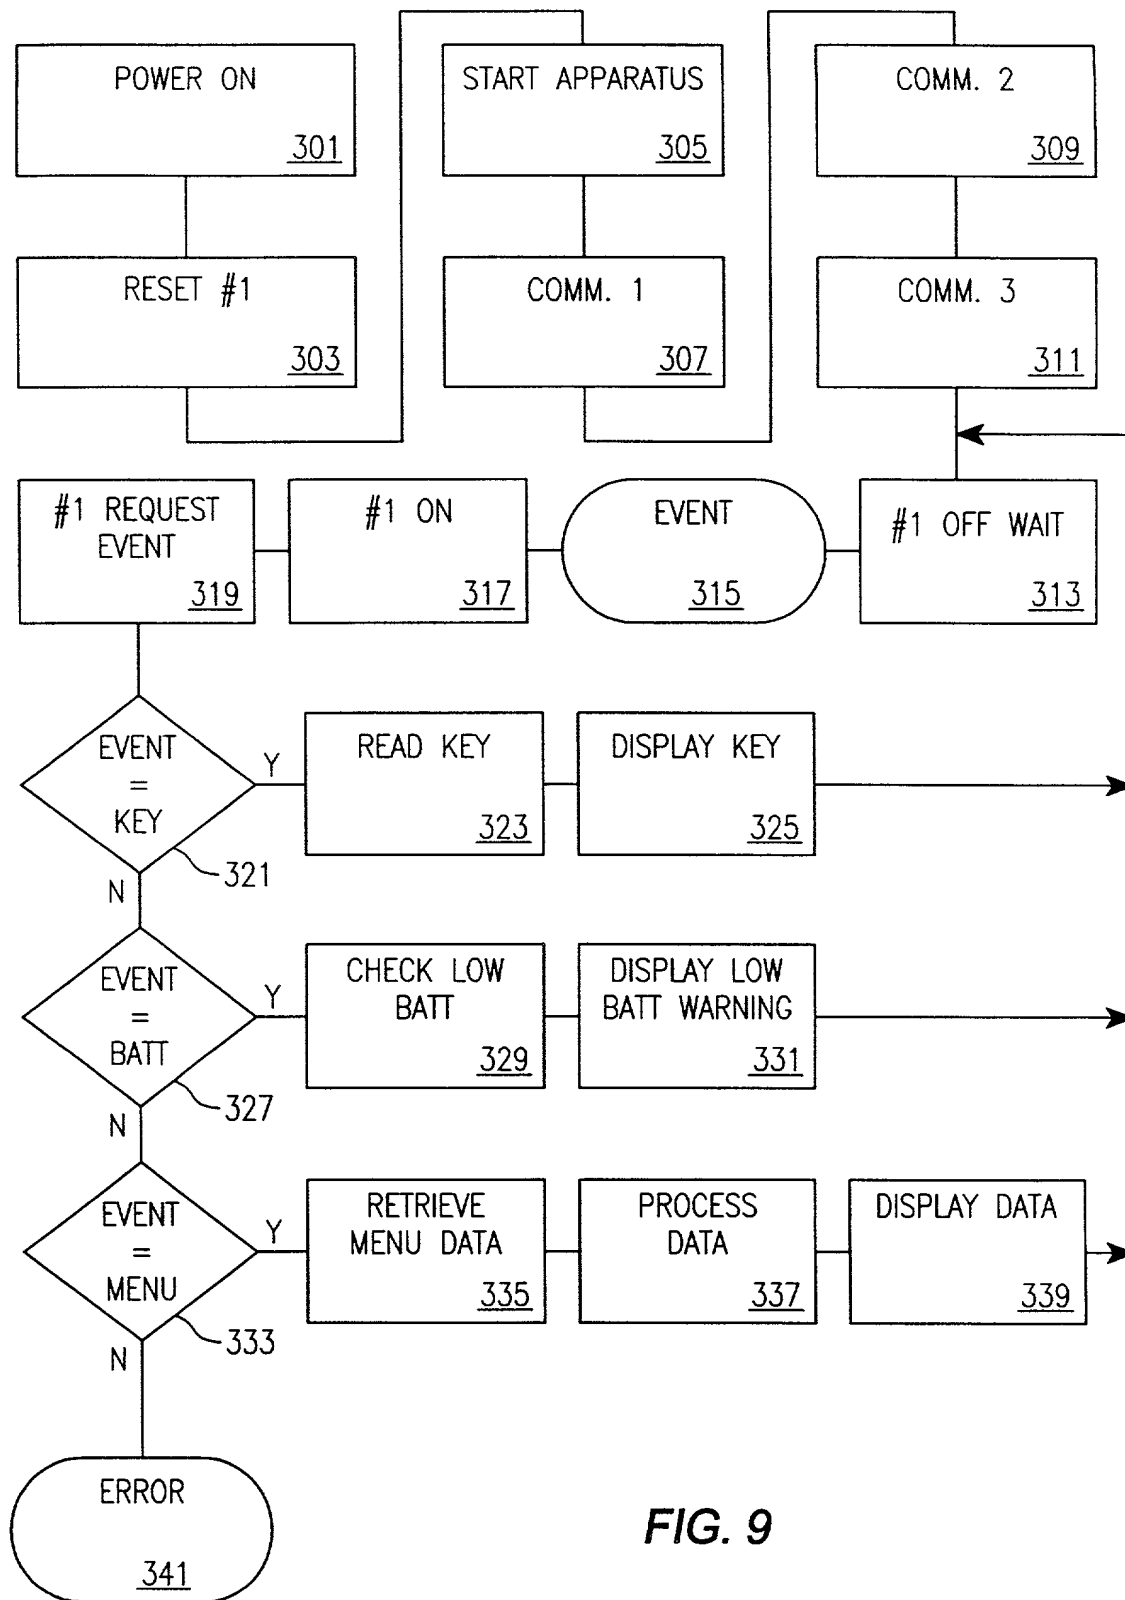 POWER ON
301
START APPARATUS
305
COMM. 2
309
RESET #1
303
COMM. 1
307
COMM. 3
311
#1 REQUEST
EVENT
319
#1 ON
317
EVENT
315
#1 OFF WAIT
313
EVENT
=
KEY
321
Y
N
READ KEY
323
DISPLAY KEY
325
EVENT
=
BATT
327
Y
N
CHECK LOW
BATT
329
DISPLAY LOW
BATT WARNING
331
EVENT
=
MENU
333
Y
N
RETRIEVE
MENU DATA
335
PROCESS
DATA
337
DISPLAY DATA
339
ERROR
341
FIG. 9